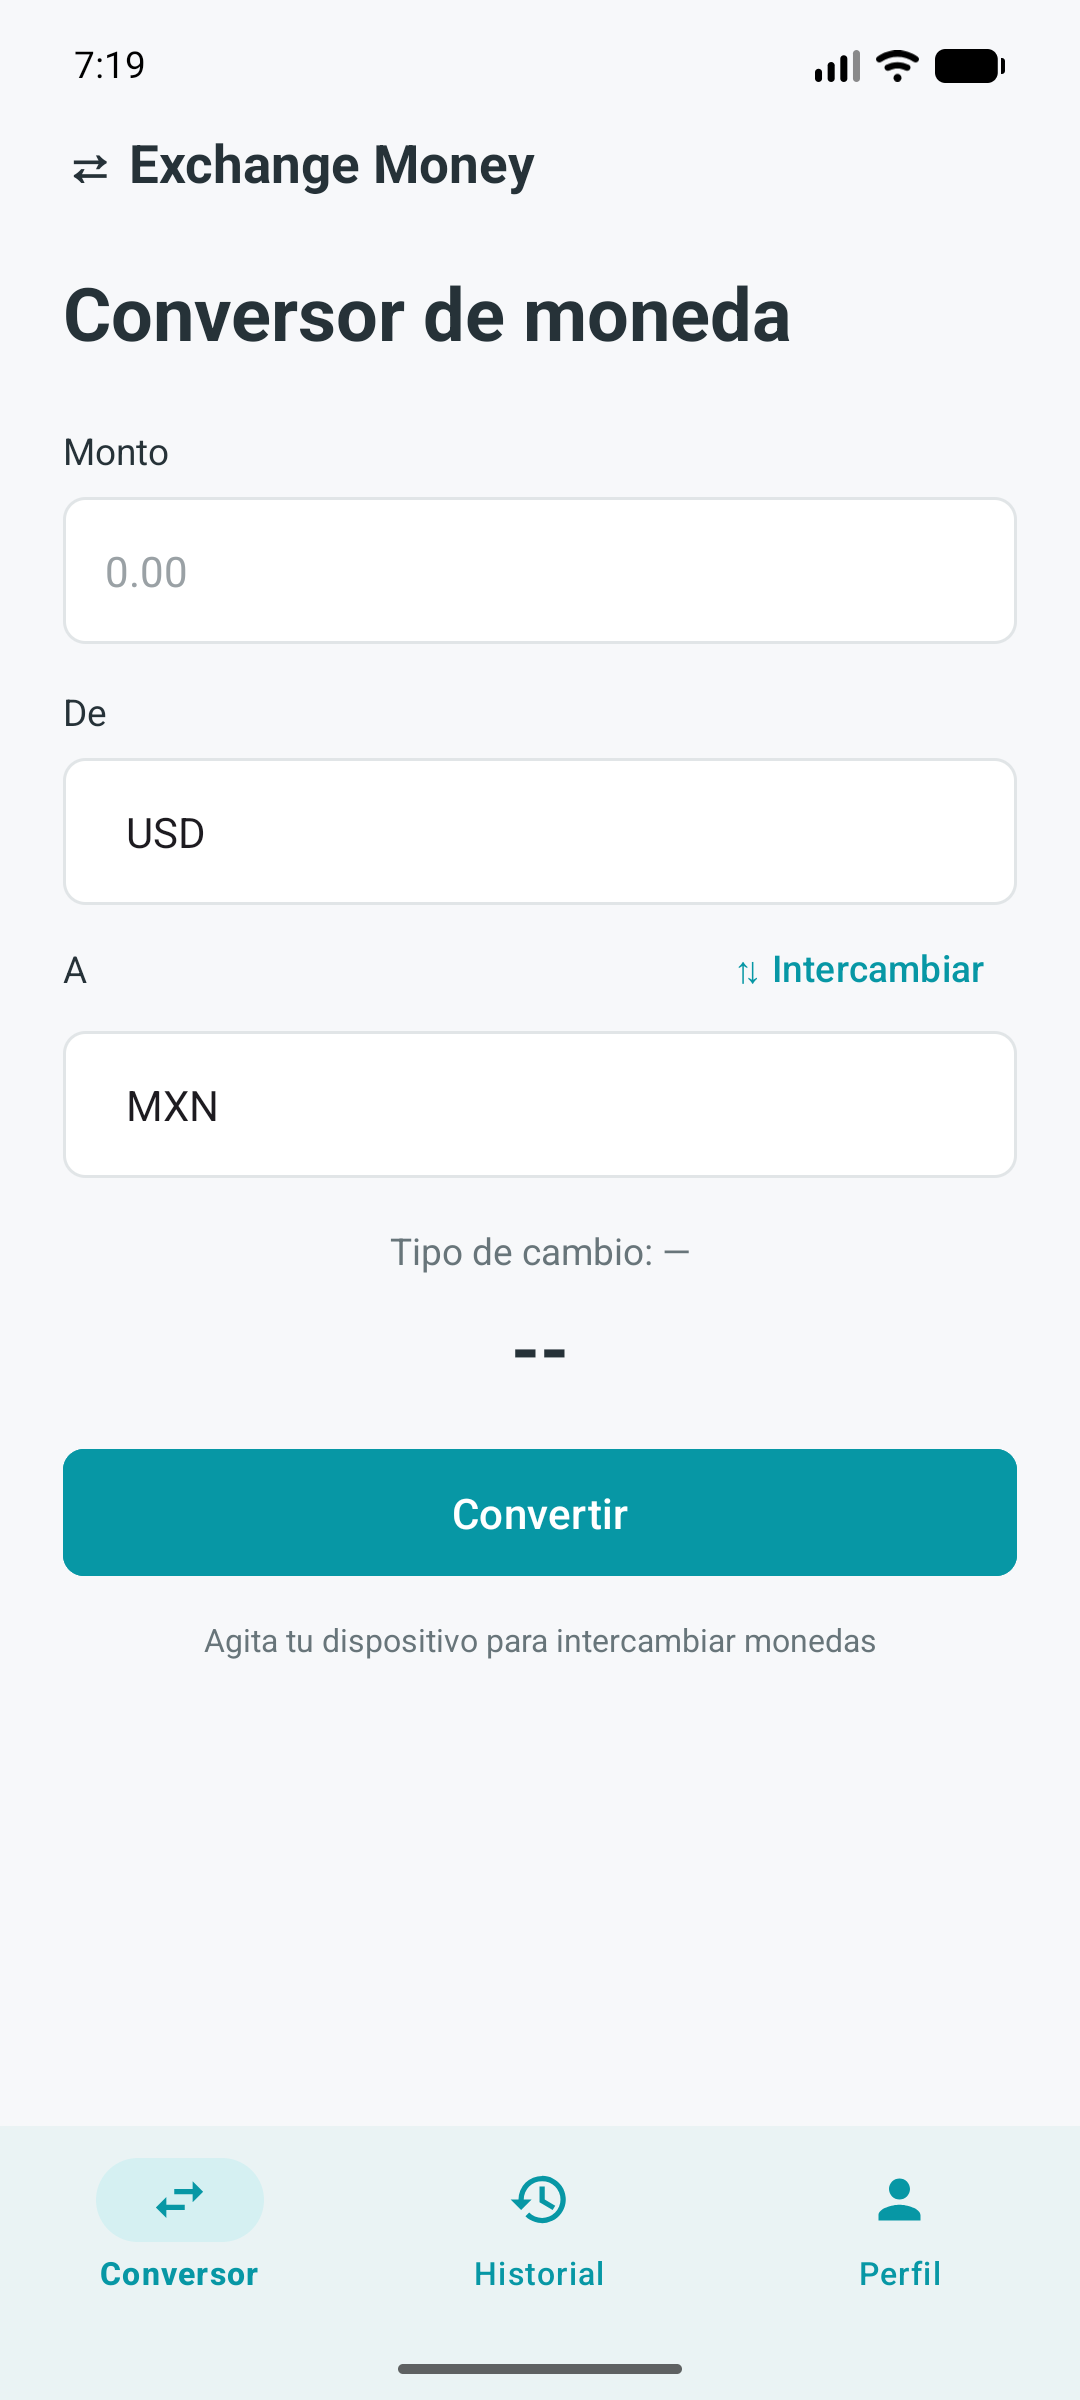 7:19
⇄ Exchange Money
Conversor de moneda
Monto
0.00
De
USD
A
⇅ Intercambiar
MXN
Tipo de cambio: —
--
Convertir
Agita tu dispositivo para intercambiar monedas
Conversor
Historial
Perfil